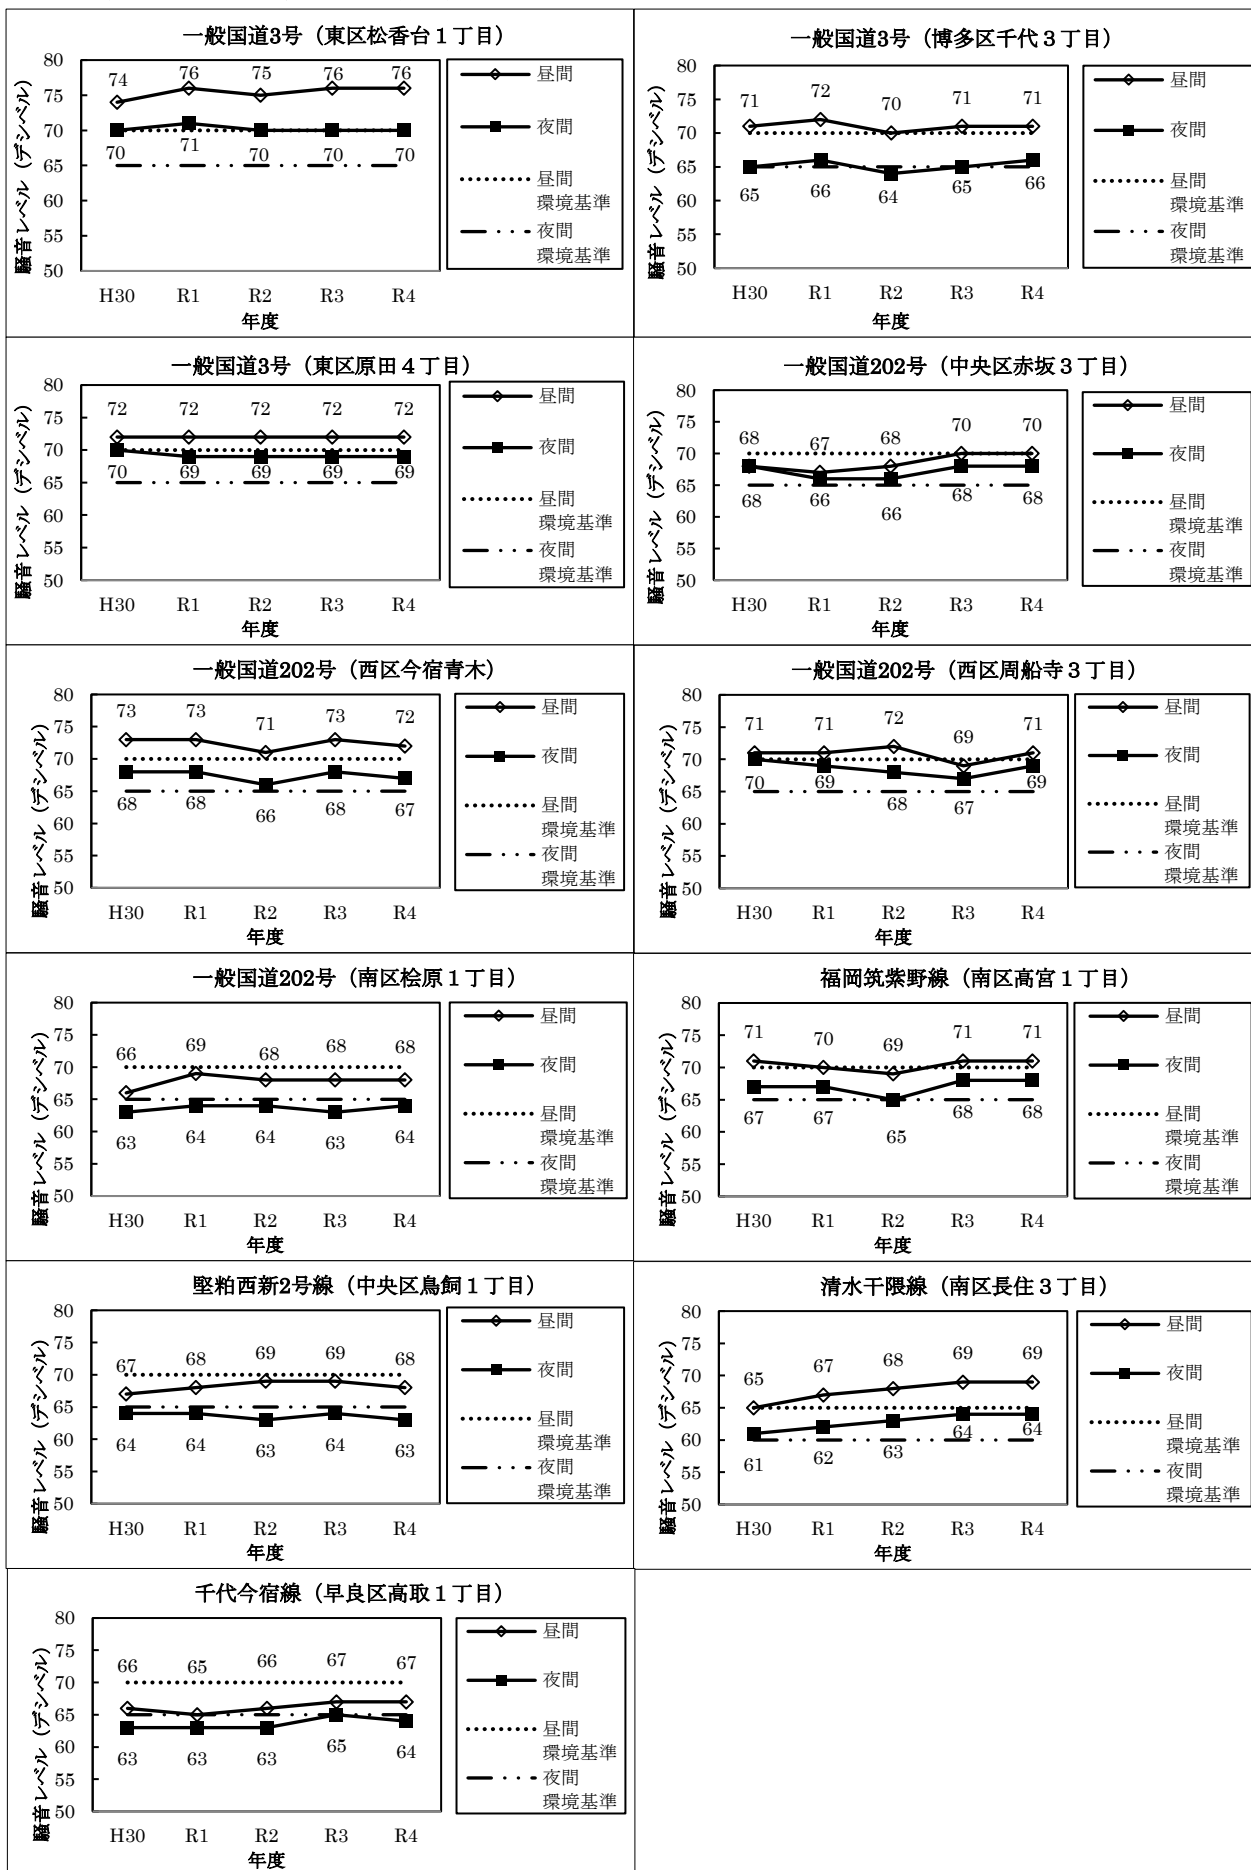 一般国道3号（東区松香台１丁目）
騒音レベル（デシベル）
80
75
70
65
60
55
50
74 76 75 76 76
70 71 70 70 70
H30 R1 R2 R3 R4
年度
昼間
夜間
昼間
環境基準
夜間
環境基準
一般国道3号（博多区千代３丁目）
騒音レベル（デシベル）
80
75
70
65
60
55
50
71 72 70 71 71
65 66 64 65 66
H30 R1 R2 R3 R4
年度
昼間
夜間
昼間
環境基準
夜間
環境基準
一般国道3号（東区原田４丁目）
騒音レベル（デシベル）
80
75
70
65
60
55
50
72 72 72 72 72
70 69 69 69 69
H30 R1 R2 R3 R4
年度
昼間
夜間
昼間
環境基準
夜間
環境基準
一般国道202号（中央区赤坂３丁目）
騒音レベル（デシベル）
80
75
70
65
60
55
50
68 67 68 70 70
68 66 66 68 68
H30 R1 R2 R3 R4
年度
昼間
夜間
昼間
環境基準
夜間
環境基準
一般国道202号（西区今宿青木）
騒音レベル（デシベル）
80
75
70
65
60
55
50
73 73 71 73 72
68 68 66 68 67
H30 R1 R2 R3 R4
年度
昼間
夜間
昼間
環境基準
夜間
環境基準
一般国道202号（西区周船寺３丁目）
騒音レベル（デシベル）
80
75
70
65
60
55
50
71 71 72 69 71
70 69 68 67 69
H30 R1 R2 R3 R4
年度
昼間
夜間
昼間
環境基準
夜間
環境基準
一般国道202号（南区桧原１丁目）
騒音レベル（デシベル）
80
75
70
65
60
55
50
66 69 68 68 68
63 64 64 63 64
H30 R1 R2 R3 R4
年度
昼間
夜間
昼間
環境基準
夜間
環境基準
福岡筑紫野線（南区高宮１丁目）
騒音レベル（デシベル）
80
75
70
65
60
55
50
71 70 69 71 71
67 67 65 68 68
H30 R1 R2 R3 R4
年度
昼間
夜間
昼間
環境基準
夜間
環境基準
堅粕西新2号線（中央区鳥飼１丁目）
騒音レベル（デシベル）
80
75
70
65
60
55
50
67 68 69 69 68
64 64 63 64 63
H30 R1 R2 R3 R4
年度
昼間
夜間
昼間
環境基準
夜間
環境基準
清水干隈線（南区長住３丁目）
騒音レベル（デシベル）
80
75
70
65
60
55
50
65 67 68 69 69
61 62 63 64 64
H30 R1 R2 R3 R4
年度
昼間
夜間
昼間
環境基準
夜間
環境基準
千代今宿線（早良区高取１丁目）
騒音レベル（デシベル）
80
75
70
65
60
55
50
66 65 66 67 67
63 63 63 65 64
H30 R1 R2 R3 R4
年度
昼間
夜間
昼間
環境基準
夜間
環境基準